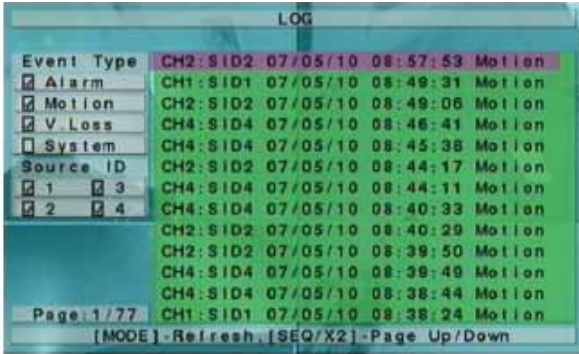 LOG
Event Type
Alarm
Motion
V.Loss
System
Source ID
1 3
2 4
Page:1/77
CH2:SID2 07/05/10 08:57:53 Motion
CH1:SID1 07/05/10 08:49:31 Motion
CH2:SID2 07/05/10 08:49:06 Motion
CH4:SID4 07/05/10 08:46:41 Motion
CH4:SID4 07/05/10 08:45:38 Motion
CH2:SID2 07/05/10 08:44:17 Motion
CH4:SID4 07/05/10 08:44:11 Motion
CH4:SID4 07/05/10 08:40:33 Motion
CH2:SID2 07/05/10 08:40:29 Motion
CH2:SID2 07/05/10 08:39:50 Motion
CH4:SID4 07/05/10 08:39:49 Motion
CH4:SID4 07/05/10 08:38:44 Motion
CH1:SID1 07/05/10 08:38:24 Motion
[MODE]-Refresh,[SEQ/X2]-Page Up/Down